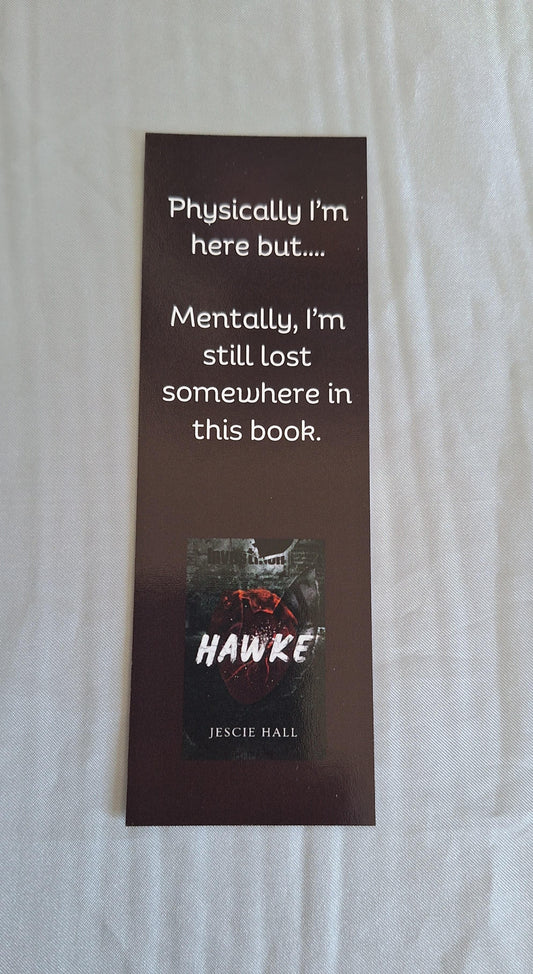 Physically I'm
here but....
Mentally, I'm
still lost
somewhere in
this book.
HAWKE
JESCIE HALL